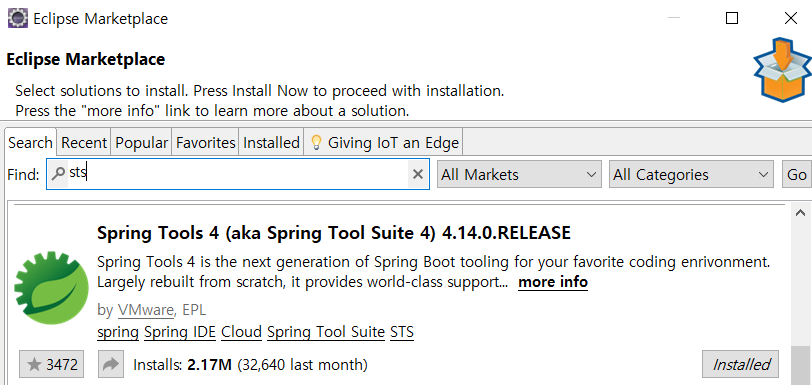 Eclipse Marketplace
Eclipse Marketplace
Select solutions to install. Press Install Now to proceed with installation.
Press the "more info" link to learn more about a solution.
Search Recent Popular Favorites Installed Giving IoT an Edge
Find: sts All Markets All Categories Go
Spring Tools 4 (aka Spring Tool Suite 4) 4.14.0.RELEASE
Spring Tools 4 is the next generation of Spring Boot tooling for your favorite coding enrivonment.
Largely rebuilt from scratch, it provides world-class support... more info
by VMware, EPL
spring Spring IDE Cloud Spring Tool Suite STS
3472 Installs: 2.17M (32,640 last month) Installed